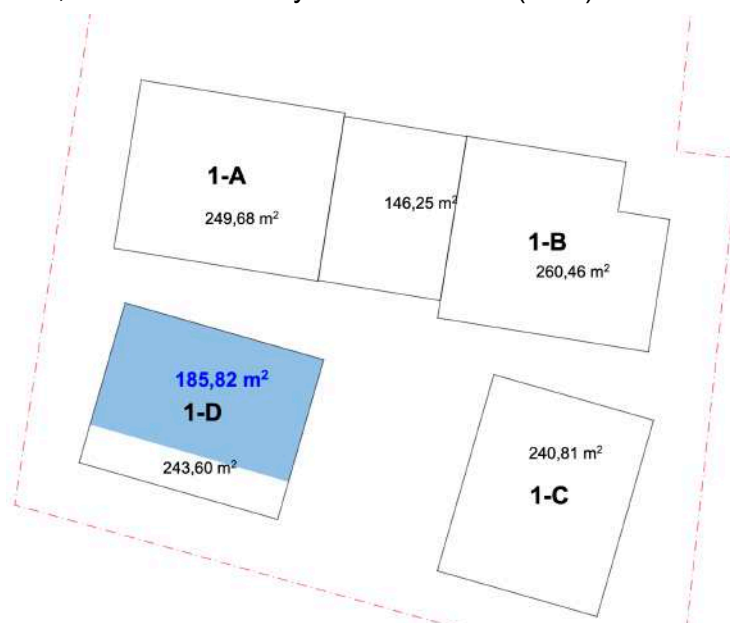 1-A
249,68 m²
146,25 m²
1-B
260,46 m²
185,82 m²
1-D
243,60 m²
240,81 m²
1-C